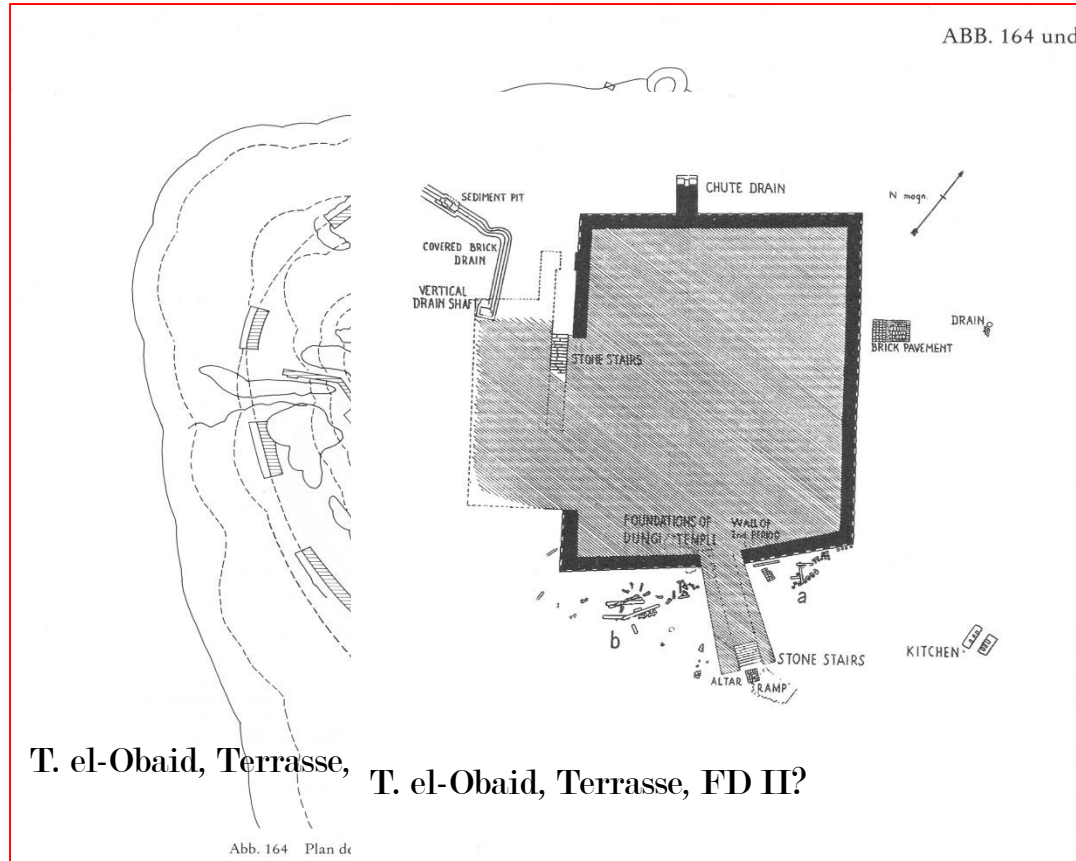 ABB. 164 und
CHUTE DRAIN
N magn.
SEDIMENT PIT
COVERED BRICK
DRAIN
VERTICAL
DRAIN SHAF
STONE STAIRS
DRAIN
BRICK PAVEMENT
FOUNDATIONS OF
DUNGI TEMPLE
WALL OF
2nd PERIOD
a
b
KITCHEN
STONE STAIRS
ALTAR
RAMP
T. el-Obaid, Terrasse,
T. el-Obaid, Terrasse, FD II?
Abb. 164 Plan de